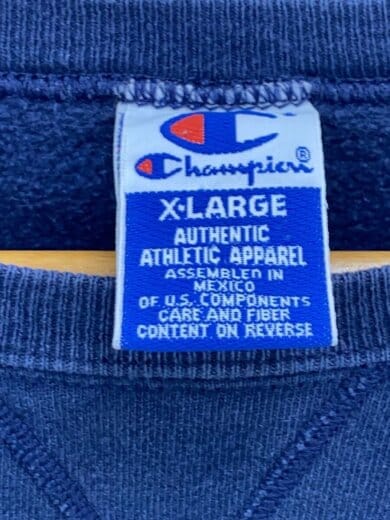 Champion®
X-LARGE
AUTHENTIC
ATHLETIC APPAREL
ASSEMBLED IN
MEXICO
OF U.S. COMPONENTS
CARE AND FIBER
CONTENT ON REVERSE